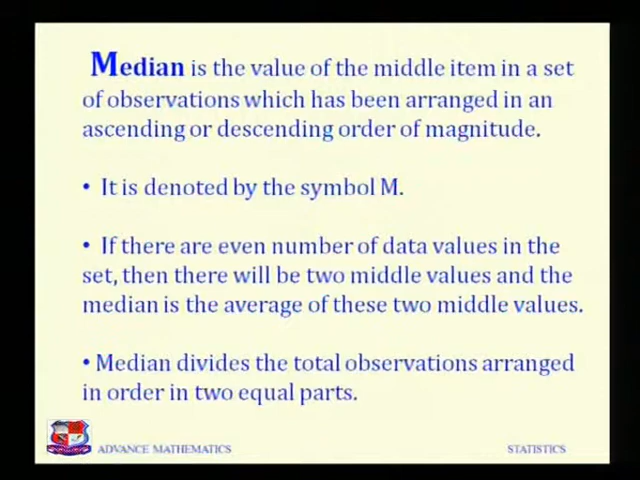 Median is the value of the middle item in a set
of observations which has been arranged in an
ascending or descending order of magnitude.
• It is denoted by the symbol M.
• If there are even number of data values in the
set, then there will be two middle values and the
median is the average of these two middle values.
• Median divides the total observations arranged
in order in two equal parts.
ADVANCE MATHEMATICS
STATISTICS